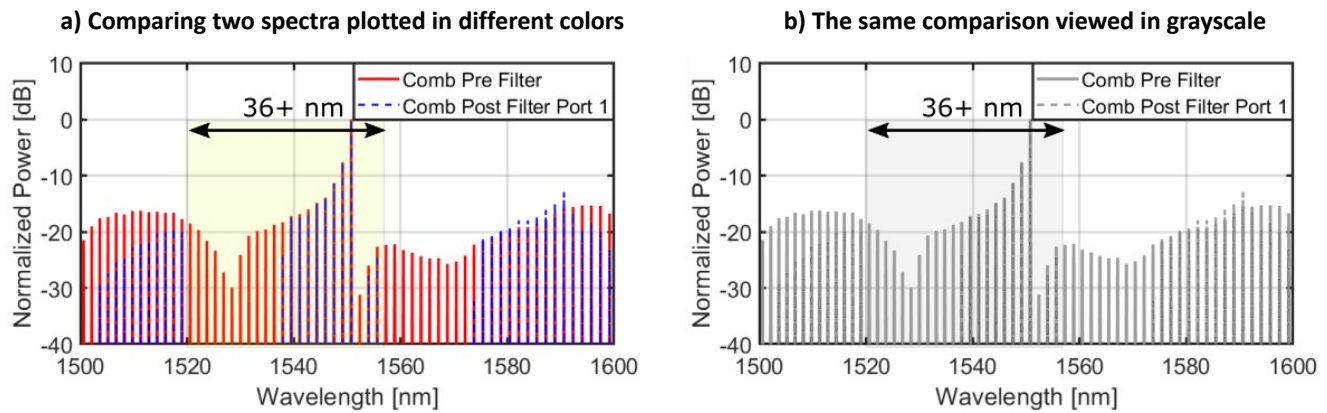 a) Comparing two spectra plotted in different colors
b) The same comparison viewed in grayscale
Normalized Power [dB]
10
0
-10
-20
-30
-40
Comb Pre Filter
Comb Post Filter Port 1
36+ nm
1500
1520
1540
1560
1580
1600
Wavelength [nm]
Normalized Power [dB]
10
0
-10
-20
-30
-40
Comb Pre Filter
Comb Post Filter Port 1
36+ nm
1500
1520
1540
1560
1580
1600
Wavelength [nm]